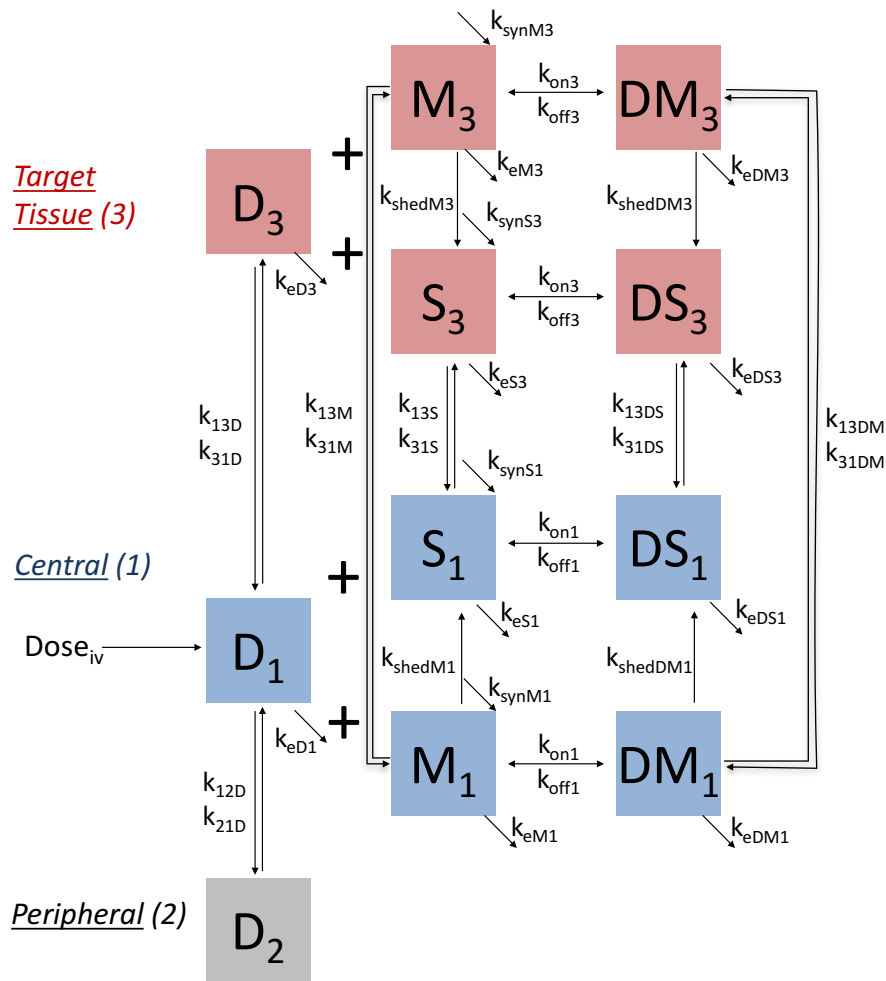 k_synM3
M_3
k_on3
k_off3
DM_3
+
k_eM3
k_eDM3
Target
Tissue (3)
D_3
k_shedM3
k_shedDM3
k_synS3
+
k_eD3
S_3
k_on3
k_off3
DS_3
k_eS3
k_eDS3
k_13D
k_31D
k_13M
k_31M
k_13S
k_31S
k_13DS
k_31DS
k_13DM
k_31DM
k_synS1
S_1
k_on1
k_off1
DS_1
Central (1)
+
k_eS1
k_eDS1
Dose_iv
D_1
k_shedM1
k_shedDM1
k_synM1
+
k_eD1
M_1
k_on1
k_off1
DM_1
k_12D
k_21D
k_eM1
k_eDM1
Peripheral (2)
D_2